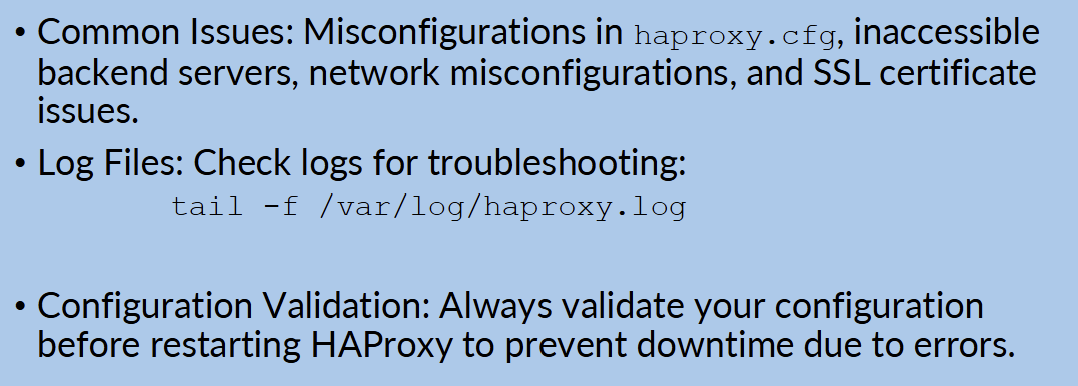 • Common Issues: Misconfigurations in haproxy.cfg, inaccessible
backend servers, network misconfigurations, and SSL certificate
issues.
• Log Files: Check logs for troubleshooting:
tail -f /var/log/haproxy.log
• Configuration Validation: Always validate your configuration
before restarting HAProxy to prevent downtime due to errors.